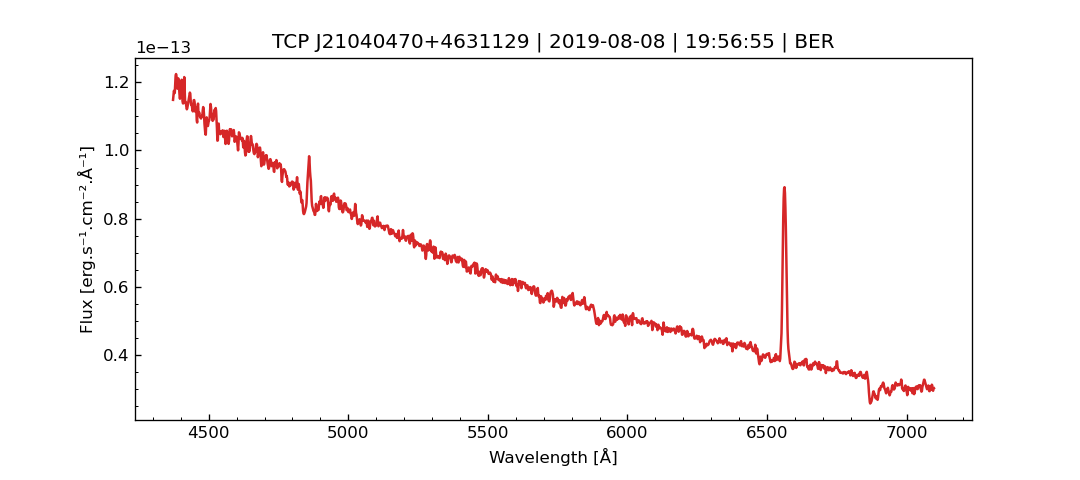 TCP J21040470+4631129 | 2019-08-08 | 19:56:55 | BER
1e−13
1.2
1.0
0.8
0.6
0.4
Flux [erg.s⁻¹.cm⁻².Å⁻¹]
4500 5000 5500 6000 6500 7000
Wavelength [Å]